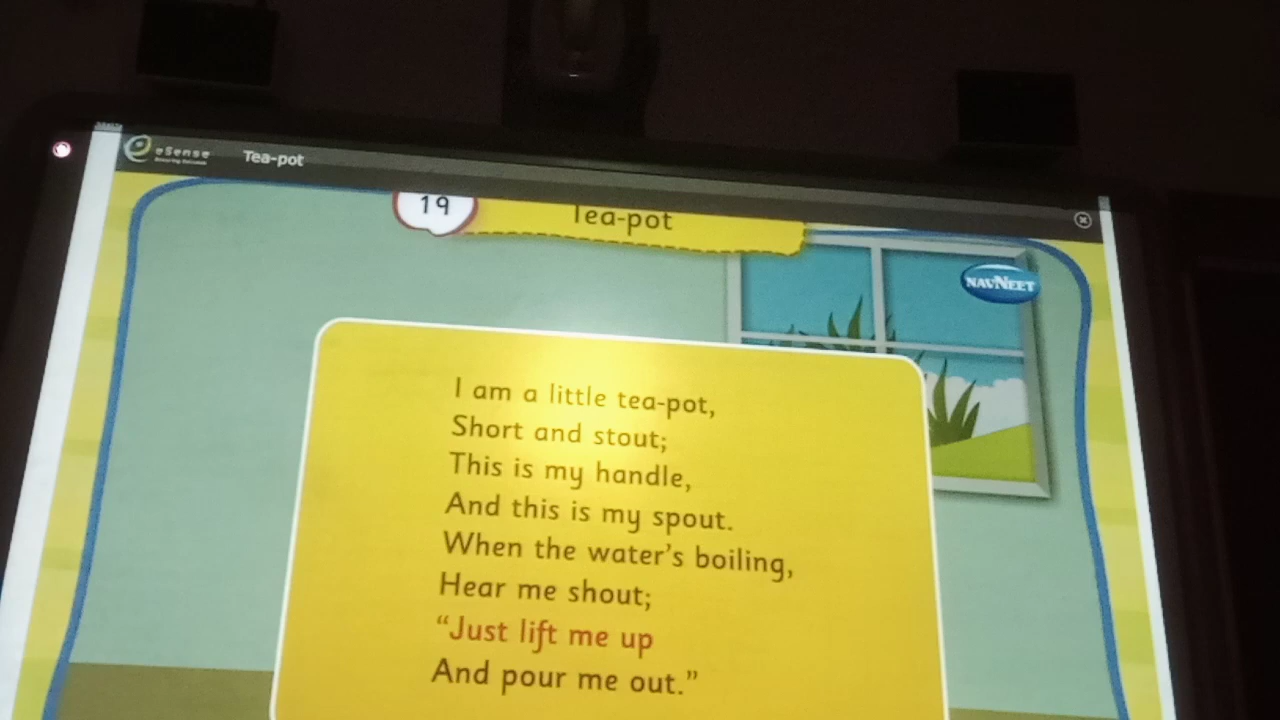 eSense
Tea-pot
19
Tea-pot
NAVNEET
I am a little tea-pot,
Short and stout;
This is my handle,
And this is my spout.
When the water's boiling,
Hear me shout;
“Just lift me up
And pour me out.”